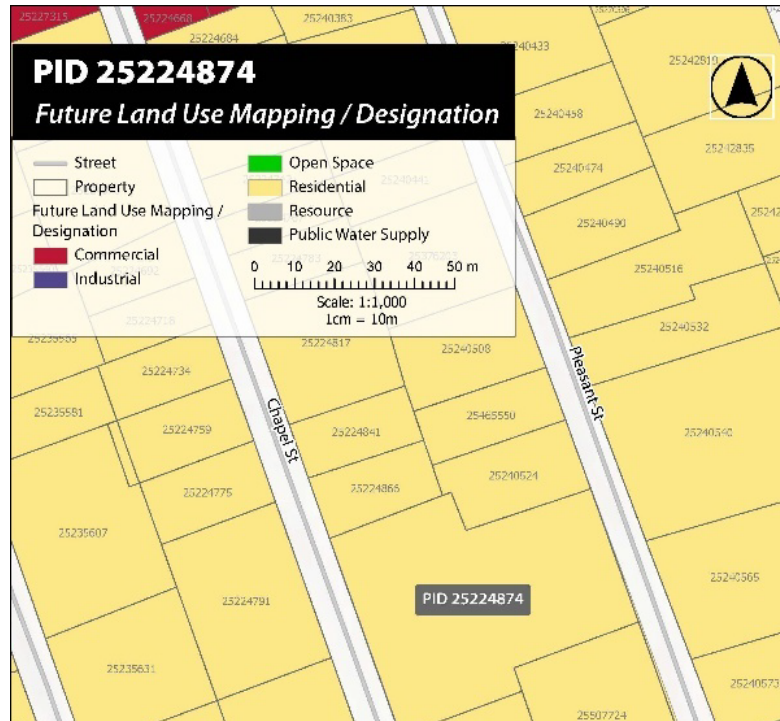 25227315
25224668
25240383
25224684
25240433
25242819
PID 25224874
Future Land Use Mapping / Designation
25240458
25242835
Street
Property
Future Land Use Mapping /
Designation
Commercial
Industrial
Open Space
Residential
Resource
Public Water Supply
0 10 20 30 40 50 m
Scale: 1:1,000
1cm = 10m
25240441
25240474
25240490
25240516
25224718
25224817
25240508
25240532
25224734
Pleasant St
25235581
Chapel St
25224759
25224841
25465550
25240540
25224775
25224866
25240524
25235607
25240565
25224791
PID 25224874
25235631
25240573
25507724